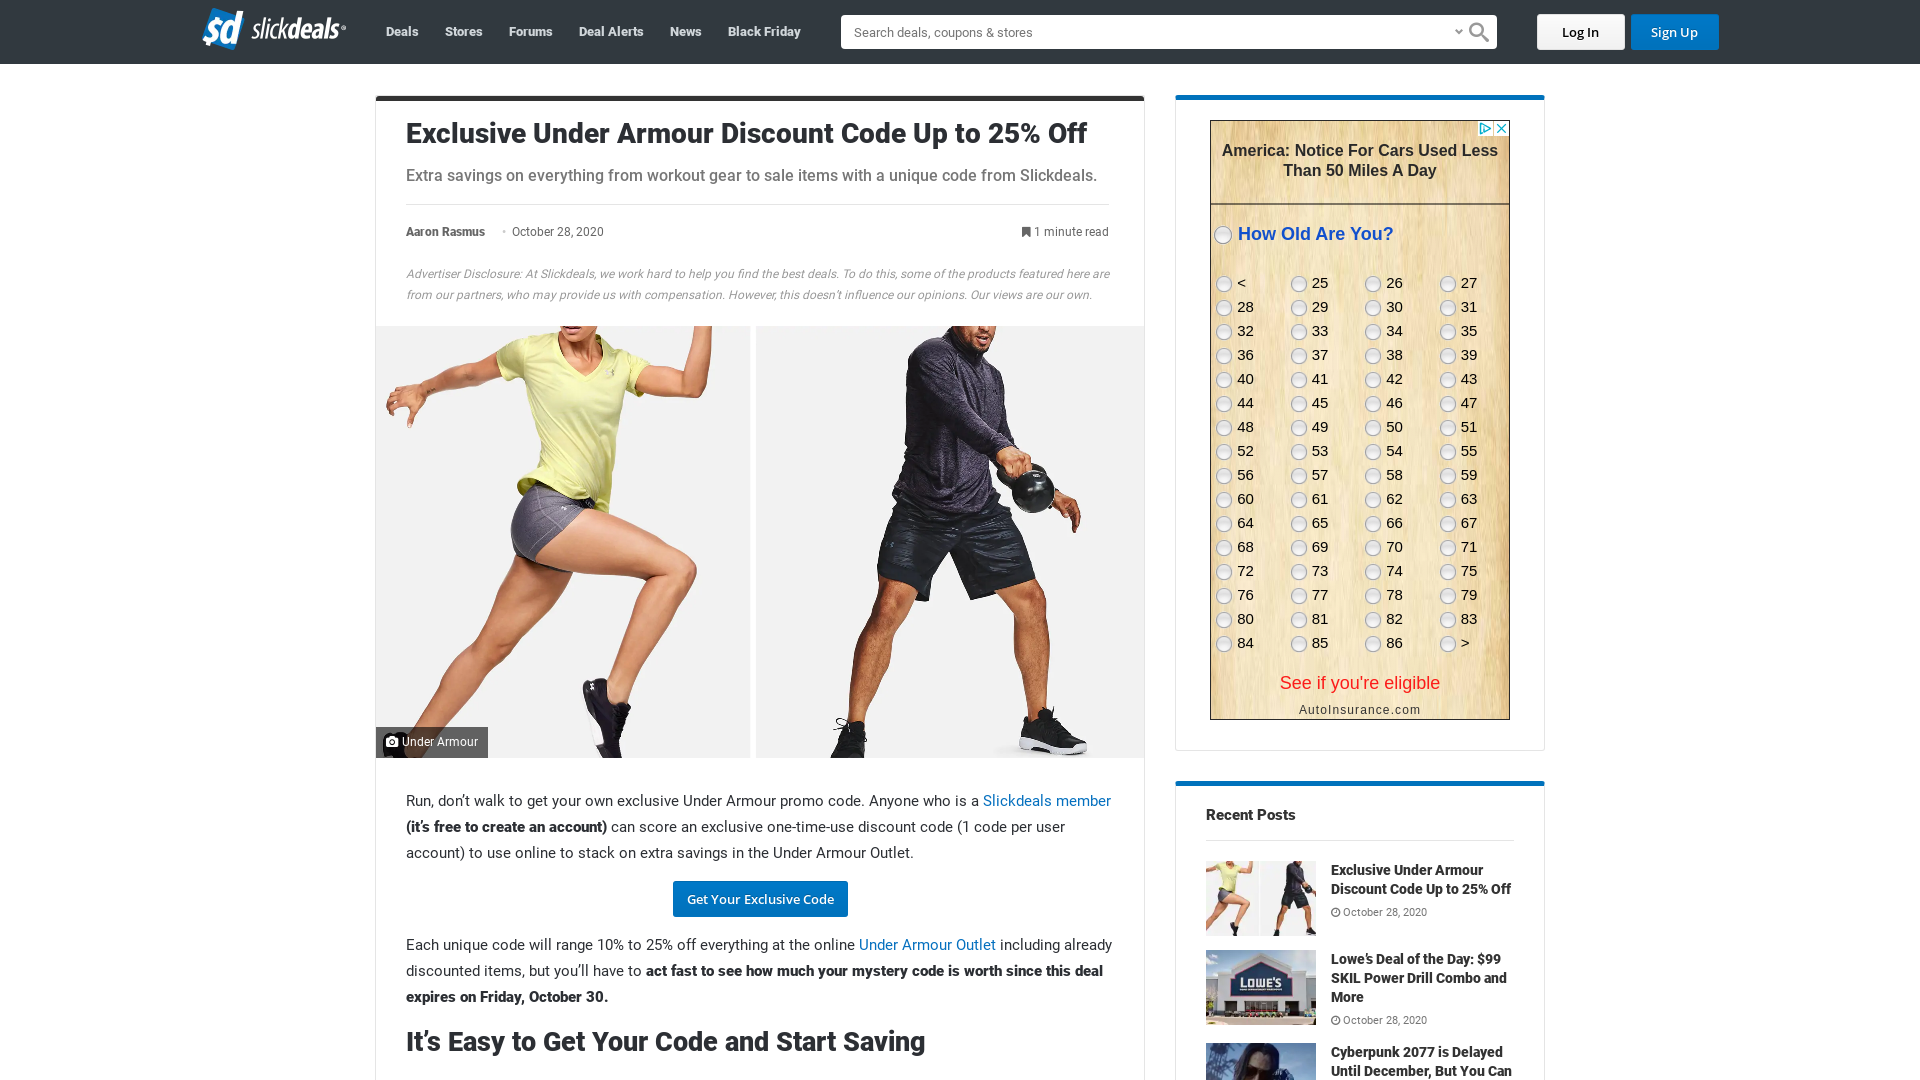 sd slickdeals
Deals Stores Forums Deal Alerts News Black Friday
Search deals, coupons & stores
Log In Sign Up
Exclusive Under Armour Discount Code Up to 25% Off
Extra savings on everything from workout gear to sale items with a unique code from Slickdeals.
Aaron Rasmus • October 28, 2020
1 minute read
Advertiser Disclosure: At Slickdeals, we work hard to help you find the best deals. To do this, some of the products featured here are
from our partners, who may provide us with compensation. However, this doesn’t influence our opinions. Our views are our own.
Under Armour
Run, don’t walk to get your own exclusive Under Armour promo code. Anyone who is a Slickdeals member
(it’s free to create an account) can score an exclusive one-time-use discount code (1 code per user
account) to use online to stack on extra savings in the Under Armour Outlet.
Get Your Exclusive Code
Each unique code will range 10% to 25% off everything at the online Under Armour Outlet including already
discounted items, but you’ll have to act fast to see how much your mystery code is worth since this deal
expires on Friday, October 30.
It’s Easy to Get Your Code and Start Saving
America: Notice For Cars Used Less
Than 50 Miles A Day
How Old Are You?
< 25 26 27
28 29 30 31
32 33 34 35
36 37 38 39
40 41 42 43
44 45 46 47
48 49 50 51
52 53 54 55
56 57 58 59
60 61 62 63
64 65 66 67
68 69 70 71
72 73 74 75
76 77 78 79
80 81 82 83
84 85 86 >
See if you're eligible
AutoInsurance.com
Recent Posts
Exclusive Under Armour
Discount Code Up to 25% Off
October 28, 2020
LOWE'S
Lowe’s Deal of the Day: $99
SKIL Power Drill Combo and
More
October 28, 2020
Cyberpunk 2077 is Delayed
Until December, But You Can